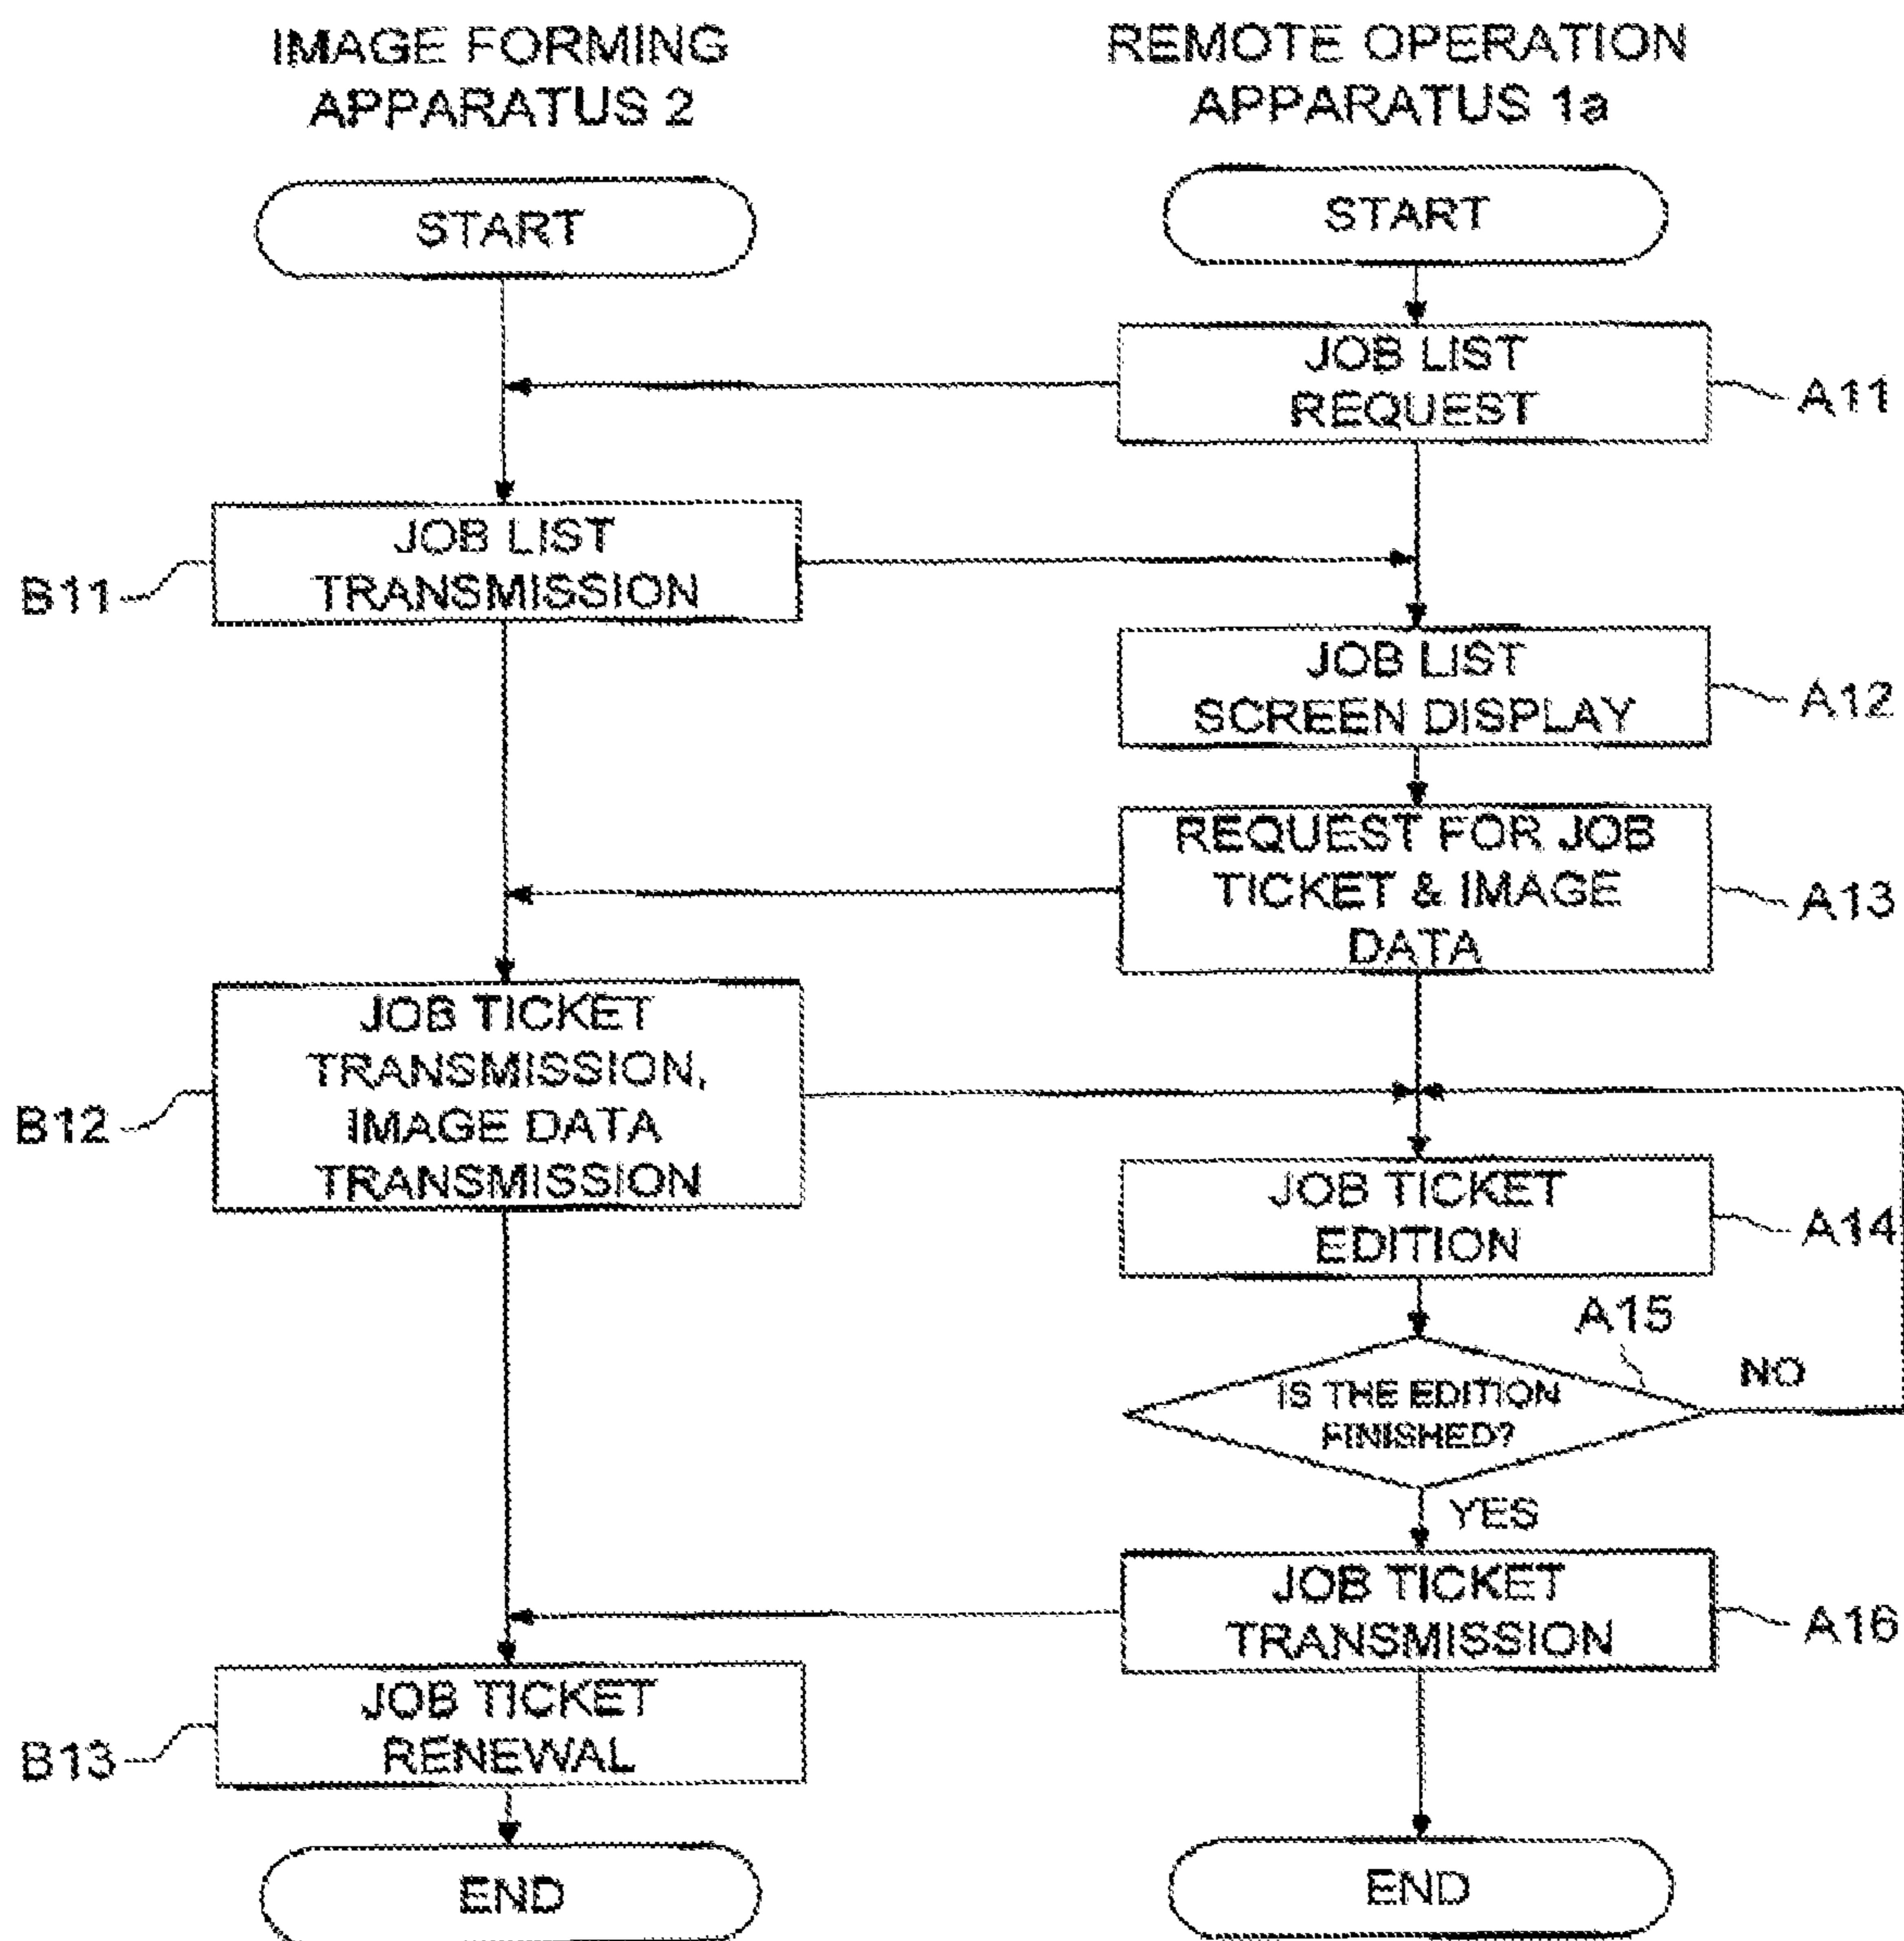 IMAGE FORMING
APPARATUS 2
REMOTE OPERATION
APPARATUS 1a
START
START
JOB LIST
REQUEST
A11
JOB LIST
TRANSMISSION
B11
JOB LIST
SCREEN DISPLAY
A12
REQUEST FOR JOB
TICKET & IMAGE
DATA
A13
JOB TICKET
TRANSMISSION,
IMAGE DATA
TRANSMISSION
B12
JOB TICKET
EDITION
A14
A15
IS THE EDITION
FINISHED?
NO
YES
JOB TICKET
TRANSMISSION
A16
JOB TICKET
RENEWAL
B13
END
END